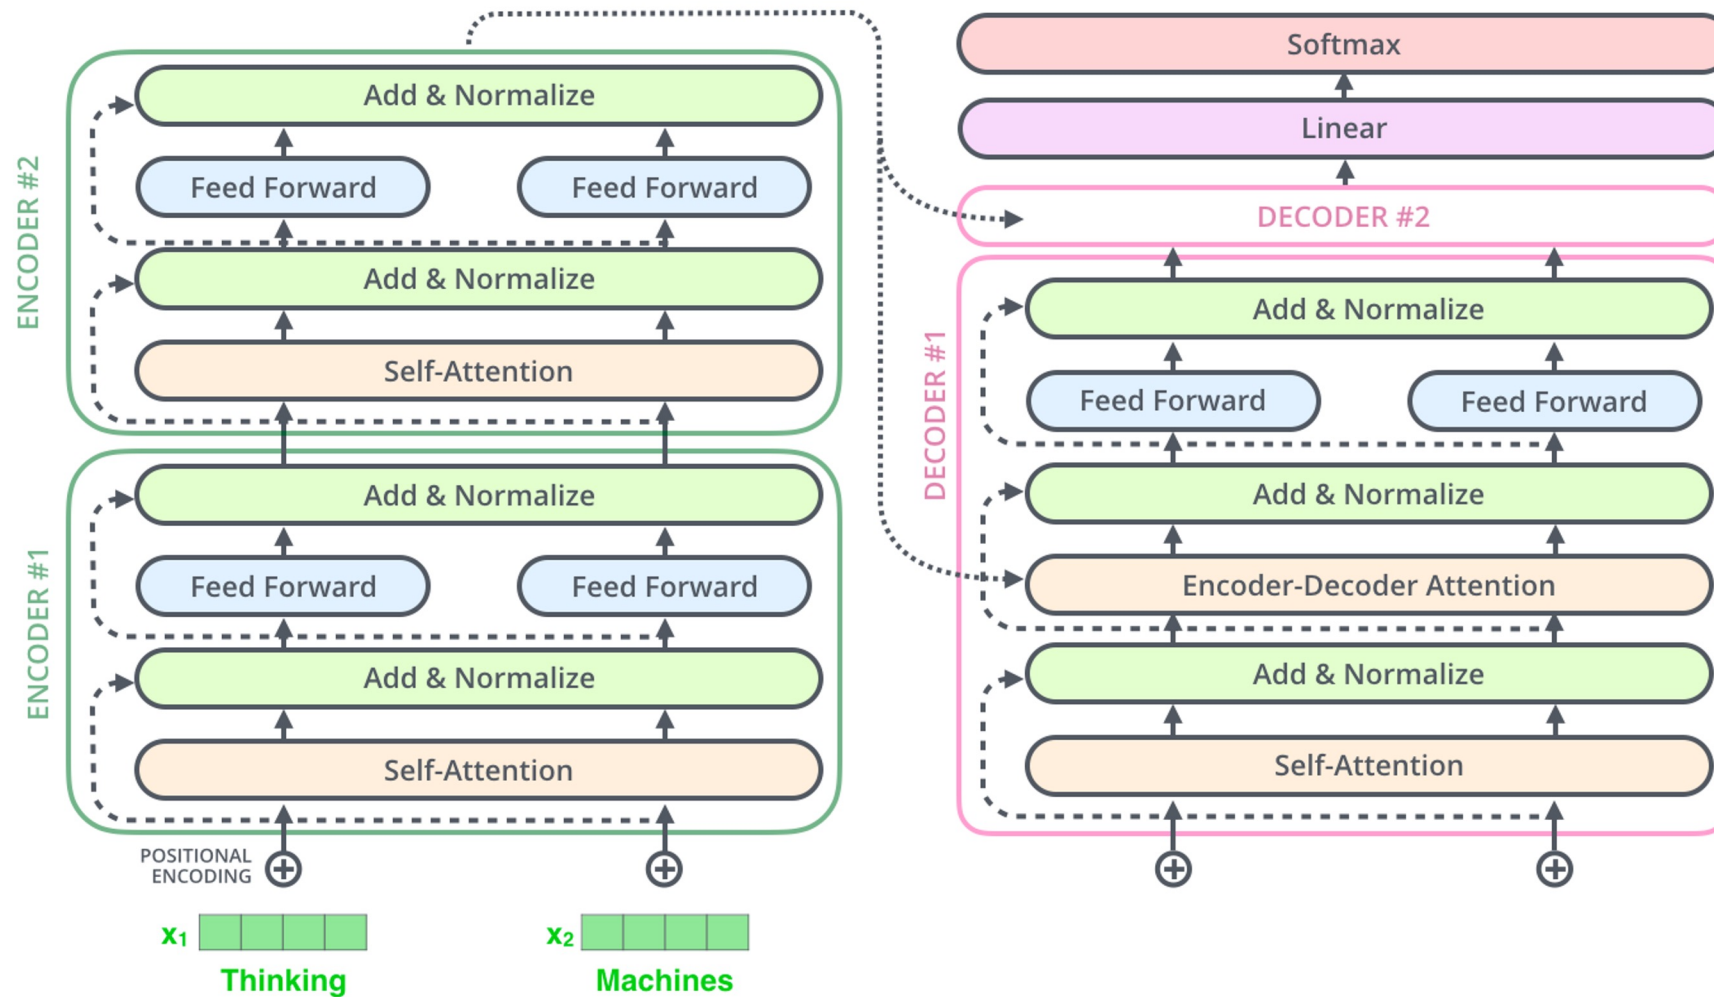 ENCODER #2
Add & Normalize
Feed Forward
Feed Forward
Add & Normalize
Self-Attention
ENCODER #1
Add & Normalize
Feed Forward
Feed Forward
Add & Normalize
Self-Attention
POSITIONAL
ENCODING
x₁
x₂
Thinking
Machines
Softmax
Linear
DECODER #2
DECODER #1
Add & Normalize
Feed Forward
Feed Forward
Add & Normalize
Encoder-Decoder Attention
Add & Normalize
Self-Attention